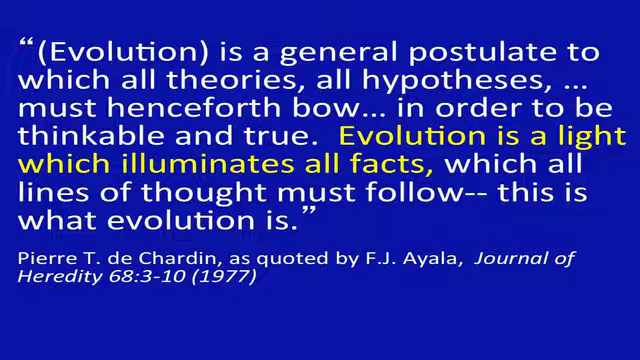 “(Evolution) is a general postulate to
which all theories, all hypotheses, ...
must henceforth bow... in order to be
thinkable and true.  Evolution is a light
which illuminates all facts, which all
lines of thought must follow-- this is
what evolution is.”
Pierre T. de Chardin, as quoted by F.J. Ayala,  Journal of
Heredity 68:3-10 (1977)